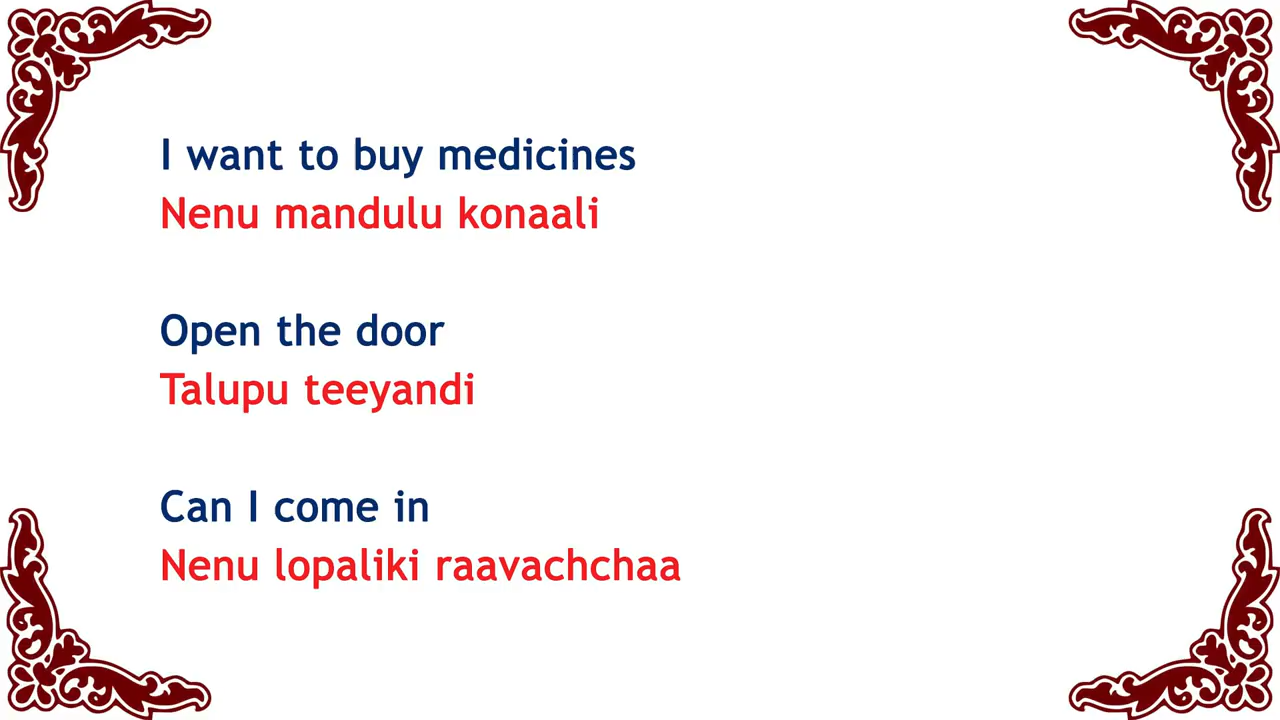 I want to buy medicines
Nenu mandulu konaali
Open the door
Talupu teeyandi
Can I come in
Nenu lopaliki raavachchaa